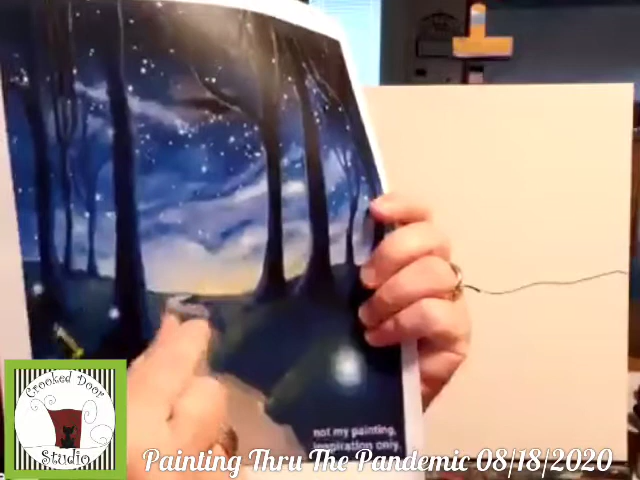 not my painting,
inspiration only.
Crooked Door
Studio
Painting Thru The Pandemic 08/18/2020